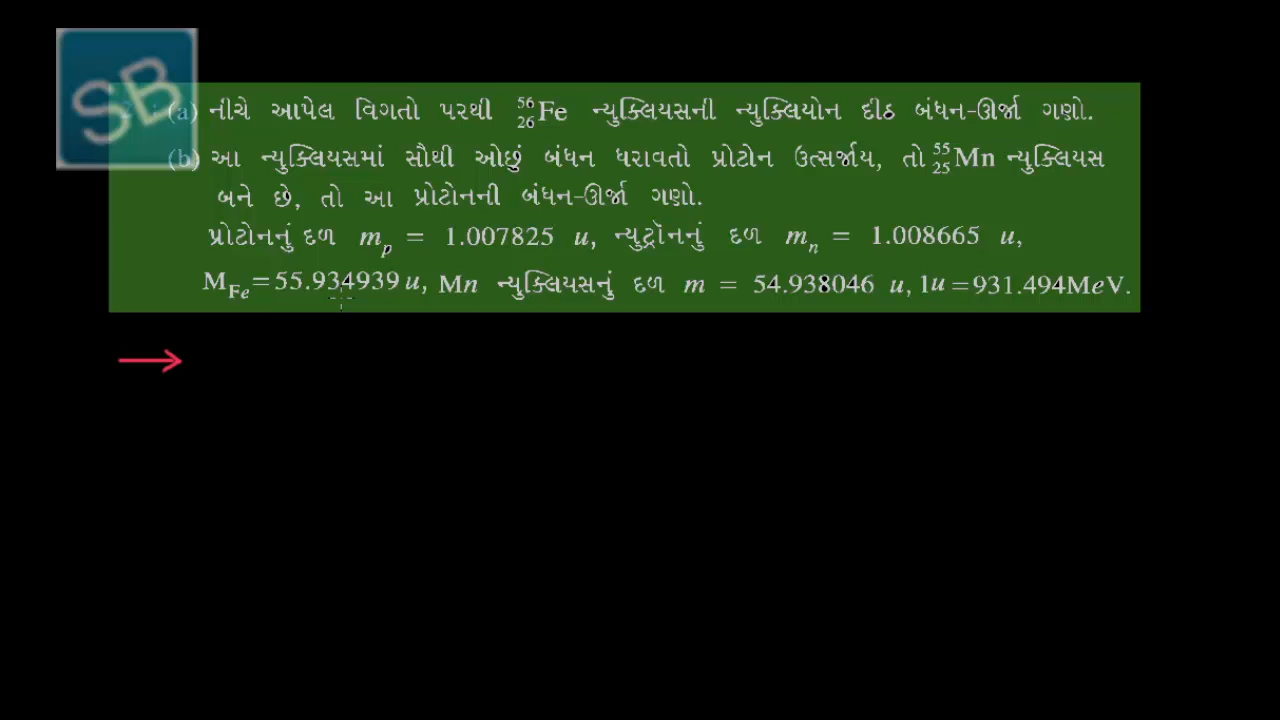 SB
(a) નીચે આપેલ વિગતો પરથી ⁵⁶₂₆Fe ન્યુક્લિયસની ન્યુક્લિયોન દીઠ બંધન-ઊર્જા ગણો.
(b) આ ન્યુક્લિયસમાં સૌથી ઓછું બંધન ધરાવતો પ્રોટોન ઉત્સર્જાય, તો ⁵⁵₂₅Mn ન્યુક્લિયસ
બને છે, તો આ પ્રોટોનની બંધન-ઊર્જા ગણો.
પ્રોટોનનું દળ mₚ = 1.007825 u, ન્યુટ્રૉનનું દળ mₙ = 1.008665 u,
M_Fe = 55.934939 u, Mn ન્યુક્લિયસનું દળ m = 54.938046 u, 1u = 931.494MeV.